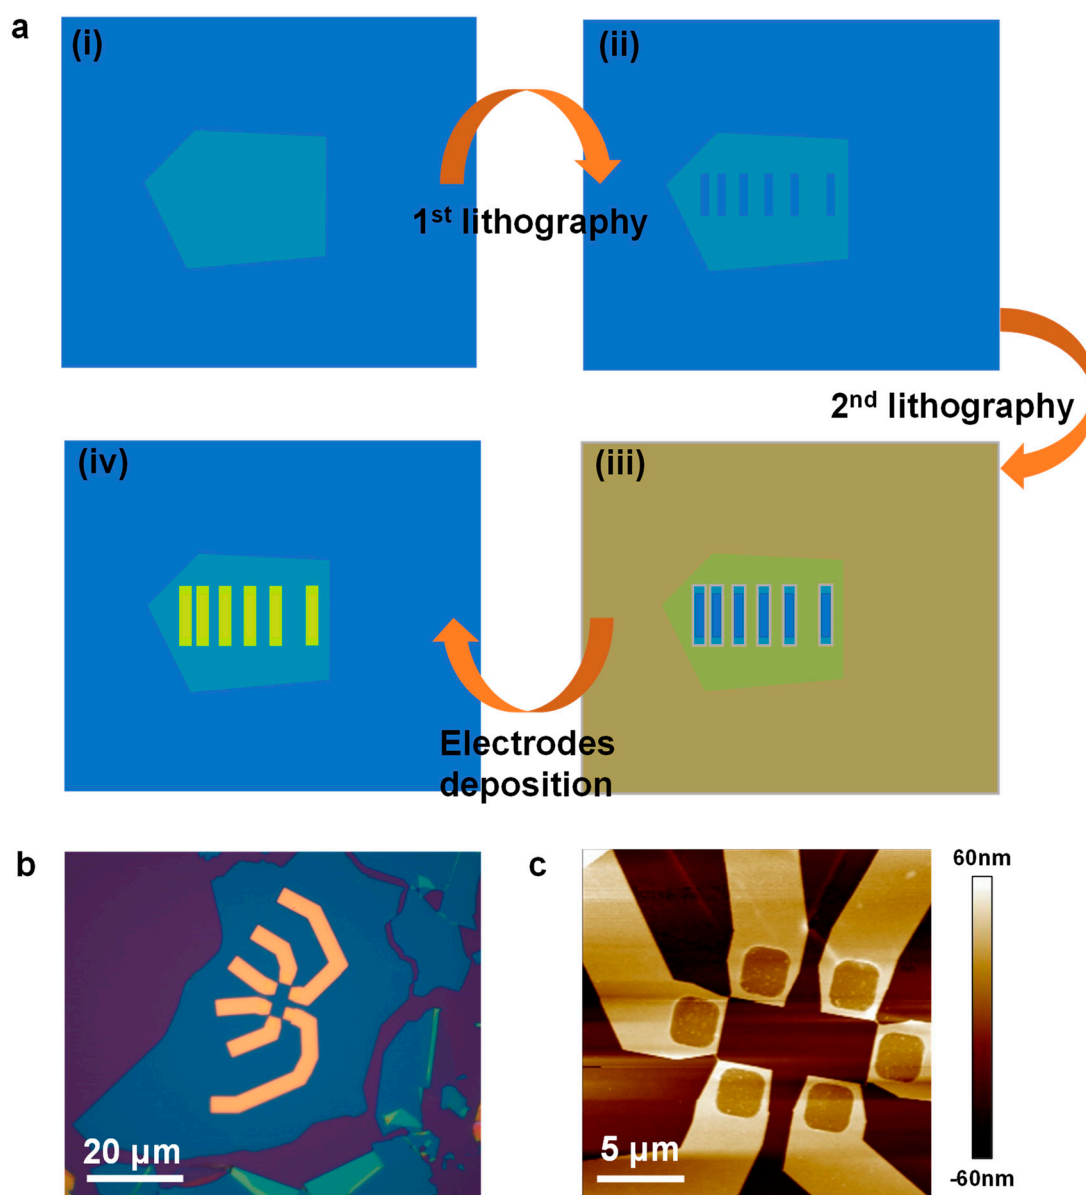 a
(i)
(ii)
1st lithography
2nd lithography
(iv)
(iii)
Electrodes
deposition
b
c
60nm
20 μm
5 μm
-60nm